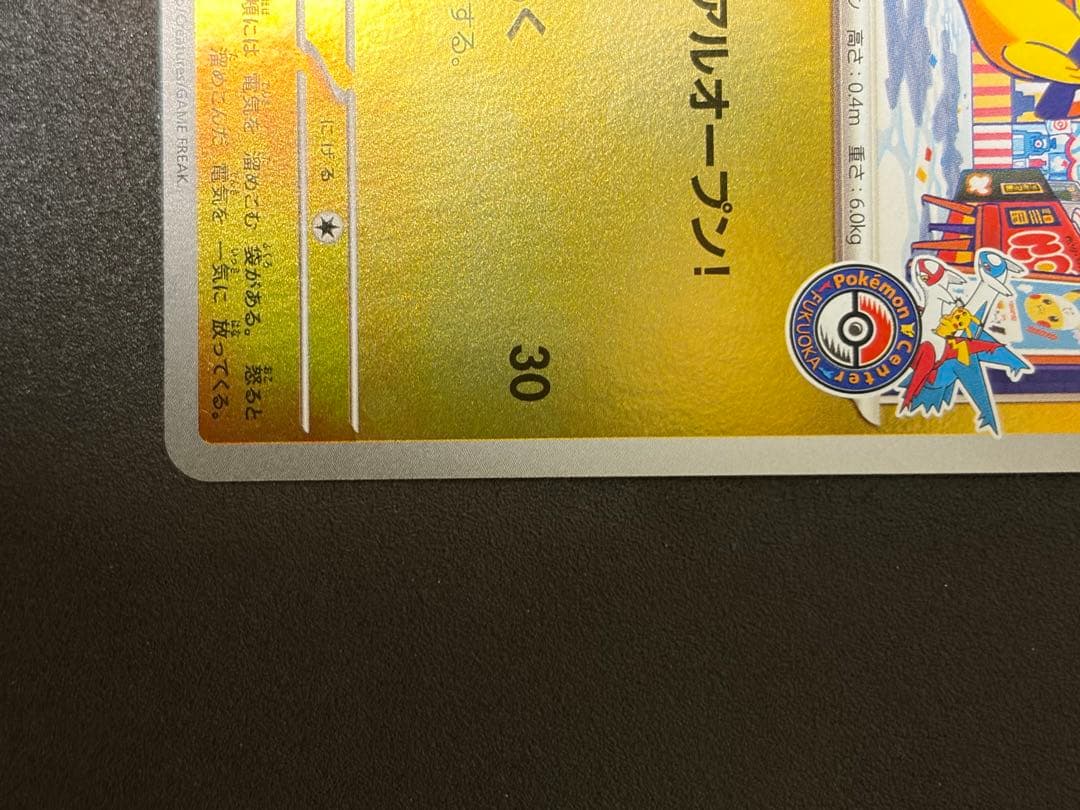 高さ：0.4m 重さ：6.0kg
Pokémon Center
FUKUOKA
アルオープン！
30
く
する。
にげる
頬には 電気を 溜めこむ 袋がある。 怒ると
溜めこんだ 電気を 一気に 放ってくる。
/Creatures/GAME FREAK.